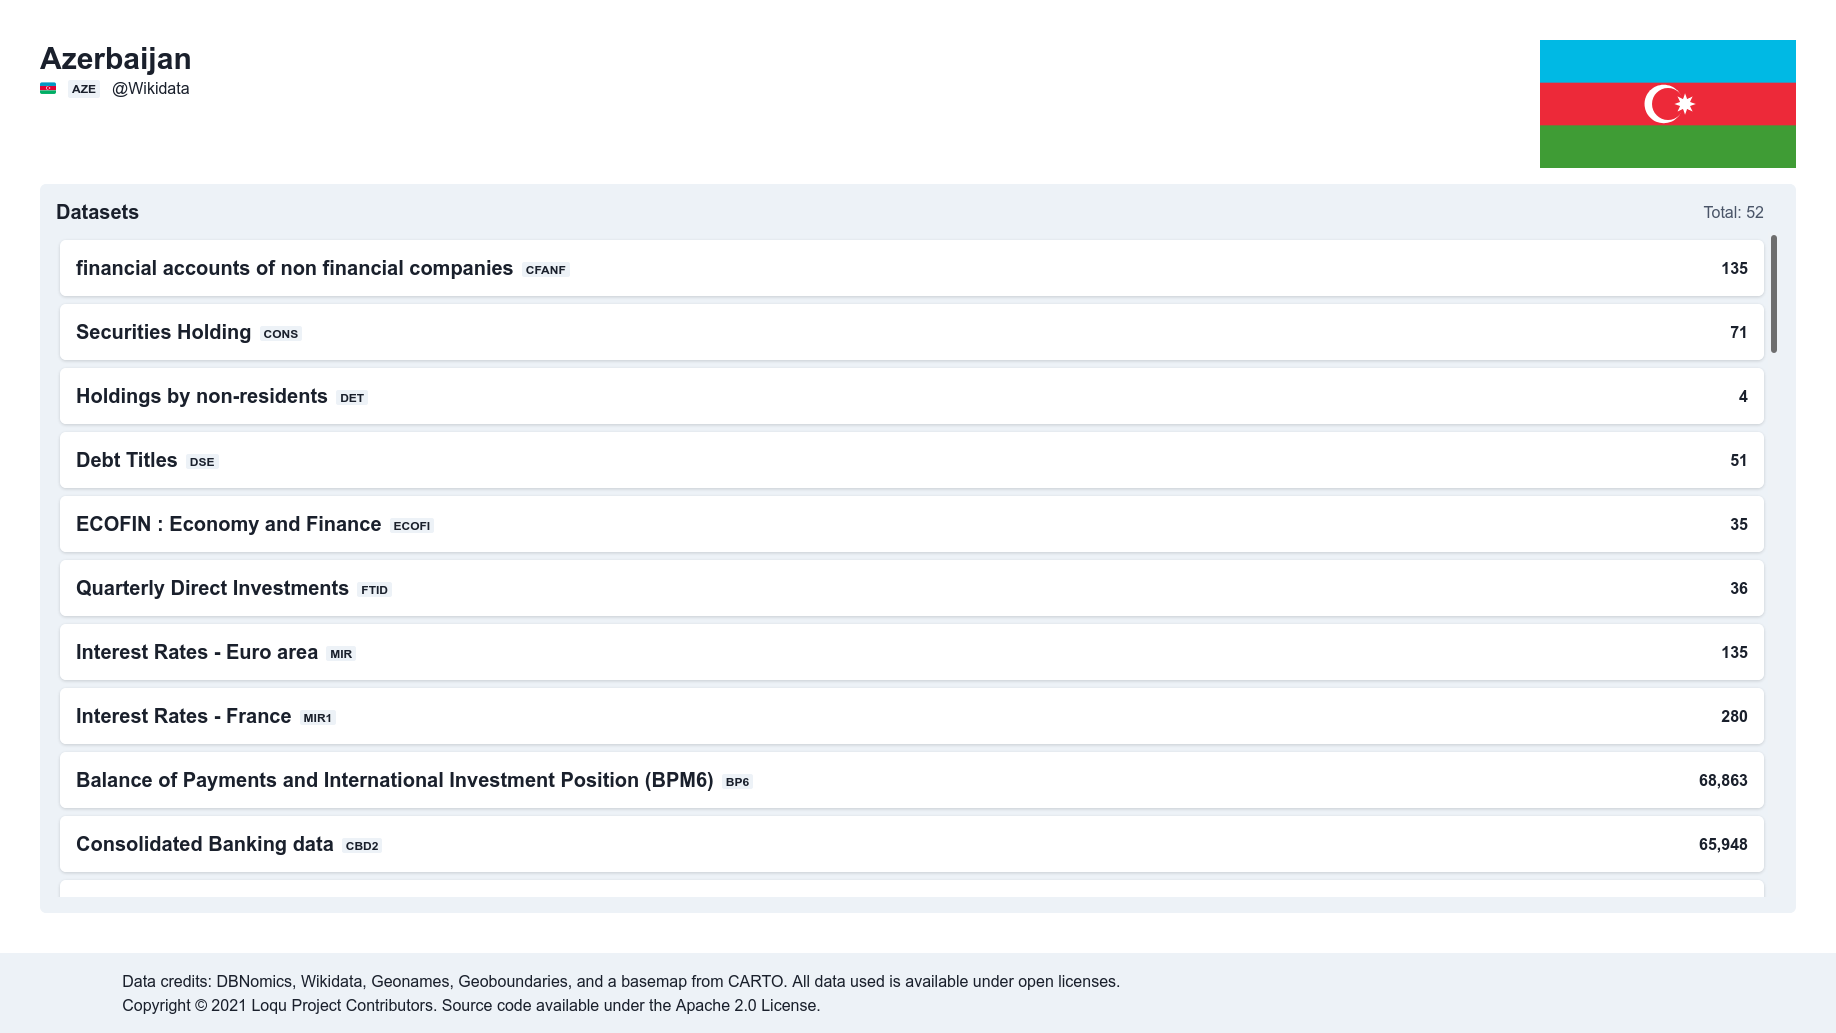 Azerbaijan
AZE @Wikidata
Datasets Total: 52
financial accounts of non financial companies CFANF 135
Securities Holding CONS 71
Holdings by non-residents DET 4
Debt Titles DSE 51
ECOFIN : Economy and Finance ECOFI 35
Quarterly Direct Investments FTID 36
Interest Rates - Euro area MIR 135
Interest Rates - France MIR1 280
Balance of Payments and International Investment Position (BPM6) BP6 68,863
Consolidated Banking data CBD2 65,948
Data credits: DBNomics, Wikidata, Geonames, Geoboundaries, and a basemap from CARTO. All data used is available under open licenses.
Copyright © 2021 Loqu Project Contributors. Source code available under the Apache 2.0 License.